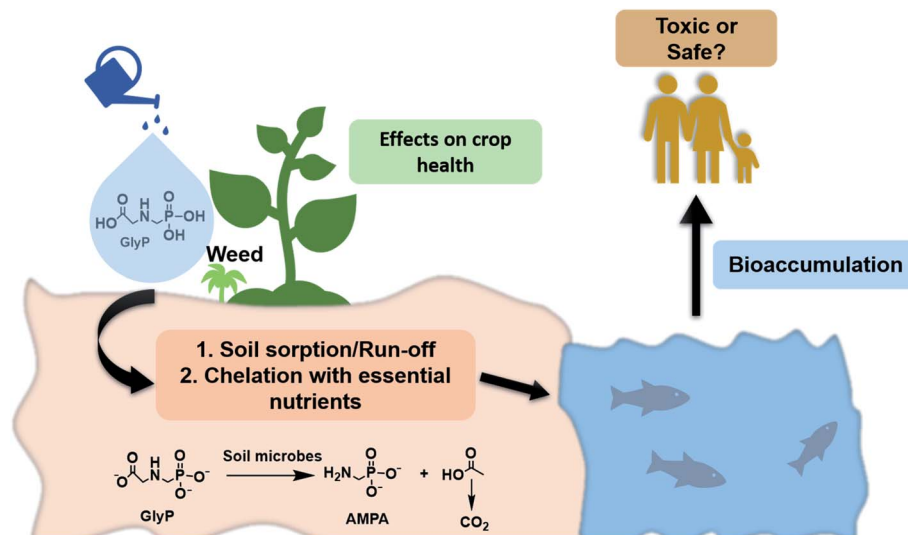 Toxic or
Safe?
Effects on crop
health
O
H
N
O
P
HO
OH
OH
GlyP
Weed
Bioaccumulation
1. Soil sorption/Run-off
2. Chelation with essential
nutrients
O
H
N
O
P
⁻O
O⁻
O⁻
GlyP
Soil microbes
H₂N
O
P
O⁻
O⁻
AMPA
+
O
HO
CO₂